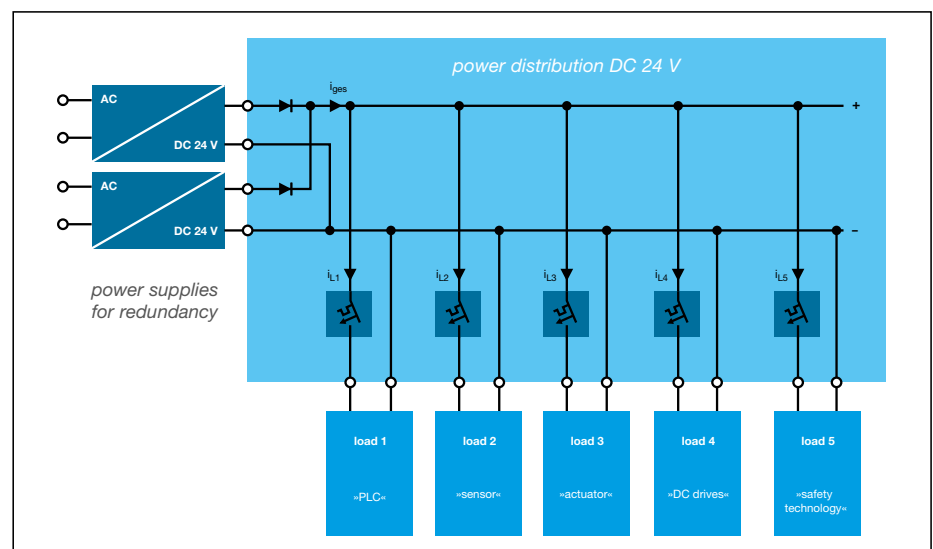 power distribution DC 24 V
iges
AC
DC 24 V
+
AC
DC 24 V
–
power supplies
for redundancy
iL1
iL2
iL3
iL4
iL5
load 1
load 2
load 3
load 4
load 5
»PLC«
»sensor«
»actuator«
»DC drives«
»safety
technology«